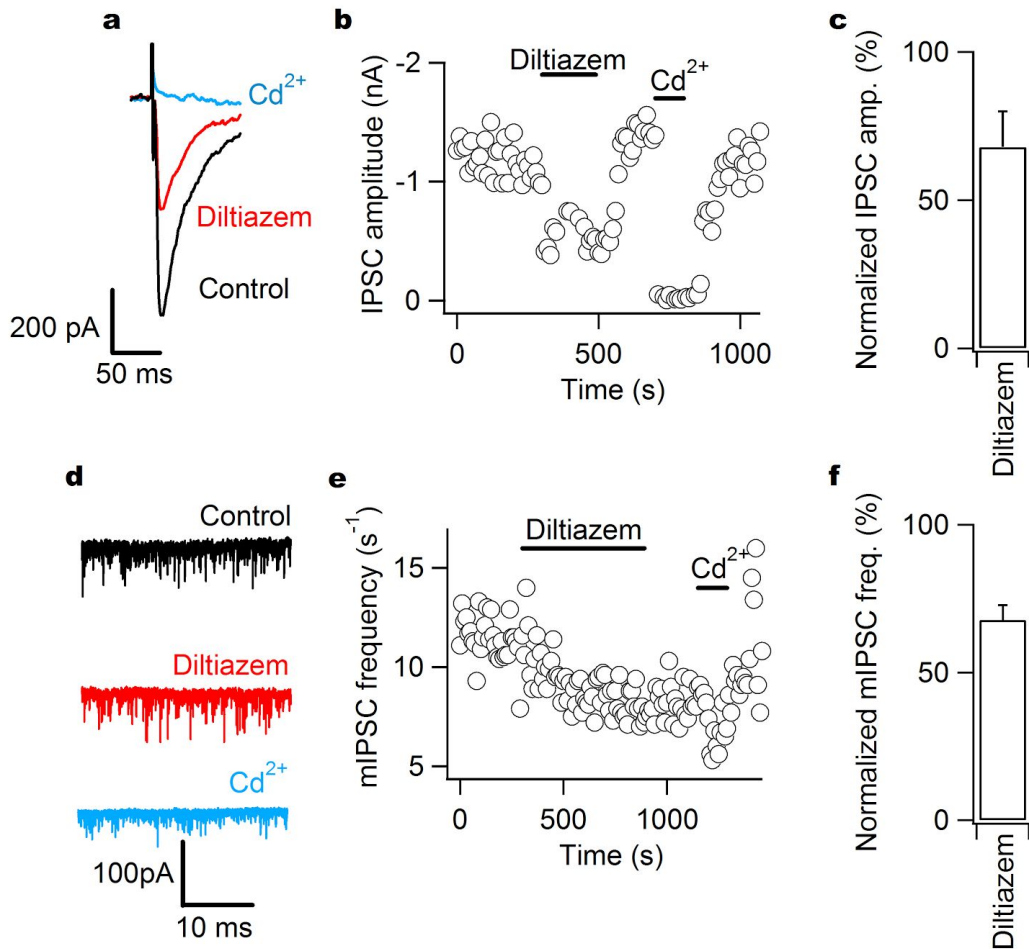 a
Cd2+
Diltiazem
Control
200 pA
50 ms
b
IPSC amplitude (nA)
-2
-1
0
Diltiazem
Cd2+
0
500
1000
Time (s)
c
Normalized IPSC amp. (%)
100
50
0
Diltiazem
d
Control
Diltiazem
Cd2+
100pA
10 ms
e
mIPSC frequency (s-1)
15
10
5
Diltiazem
Cd2+
0
500
1000
Time (s)
f
Normalized mIPSC freq. (%)
100
50
0
Diltiazem